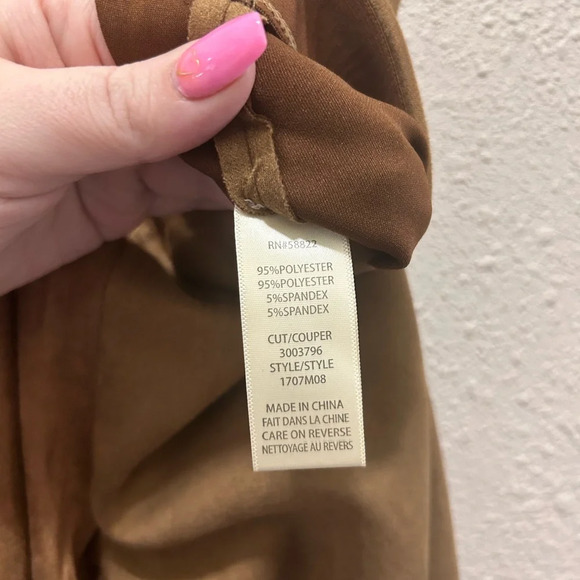 RN#58822
95%POLYESTER
95%POLYESTER
5%SPANDEX
5%SPANDEX
CUT/COUPER
3003796
STYLE/STYLE
1707M08
MADE IN CHINA
FAIT DANS LA CHINE
CARE ON REVERSE
NETTOYAGE AU REVERS